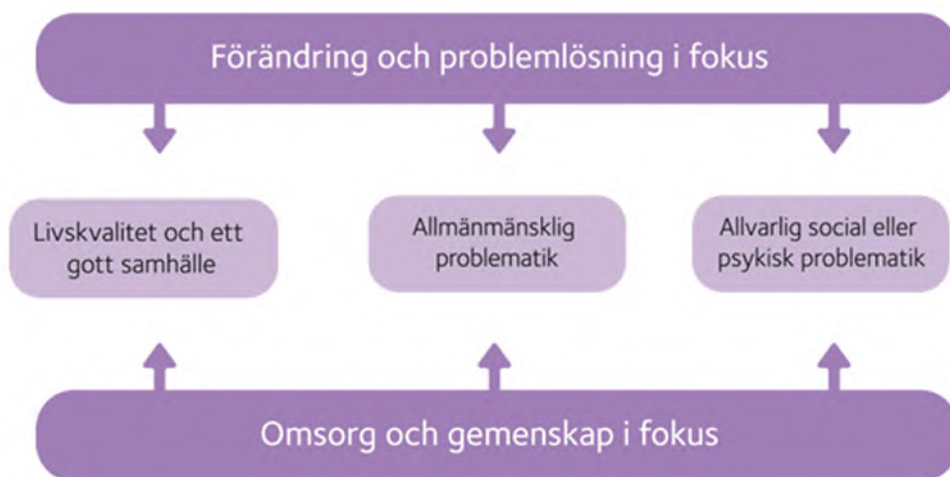 Förändring och problemlösning i fokus
Livskvalitet och ett
gott samhälle
Allmänmänsklig
problematik
Allvarlig social eller
psykisk problematik
Omsorg och gemenskap i fokus